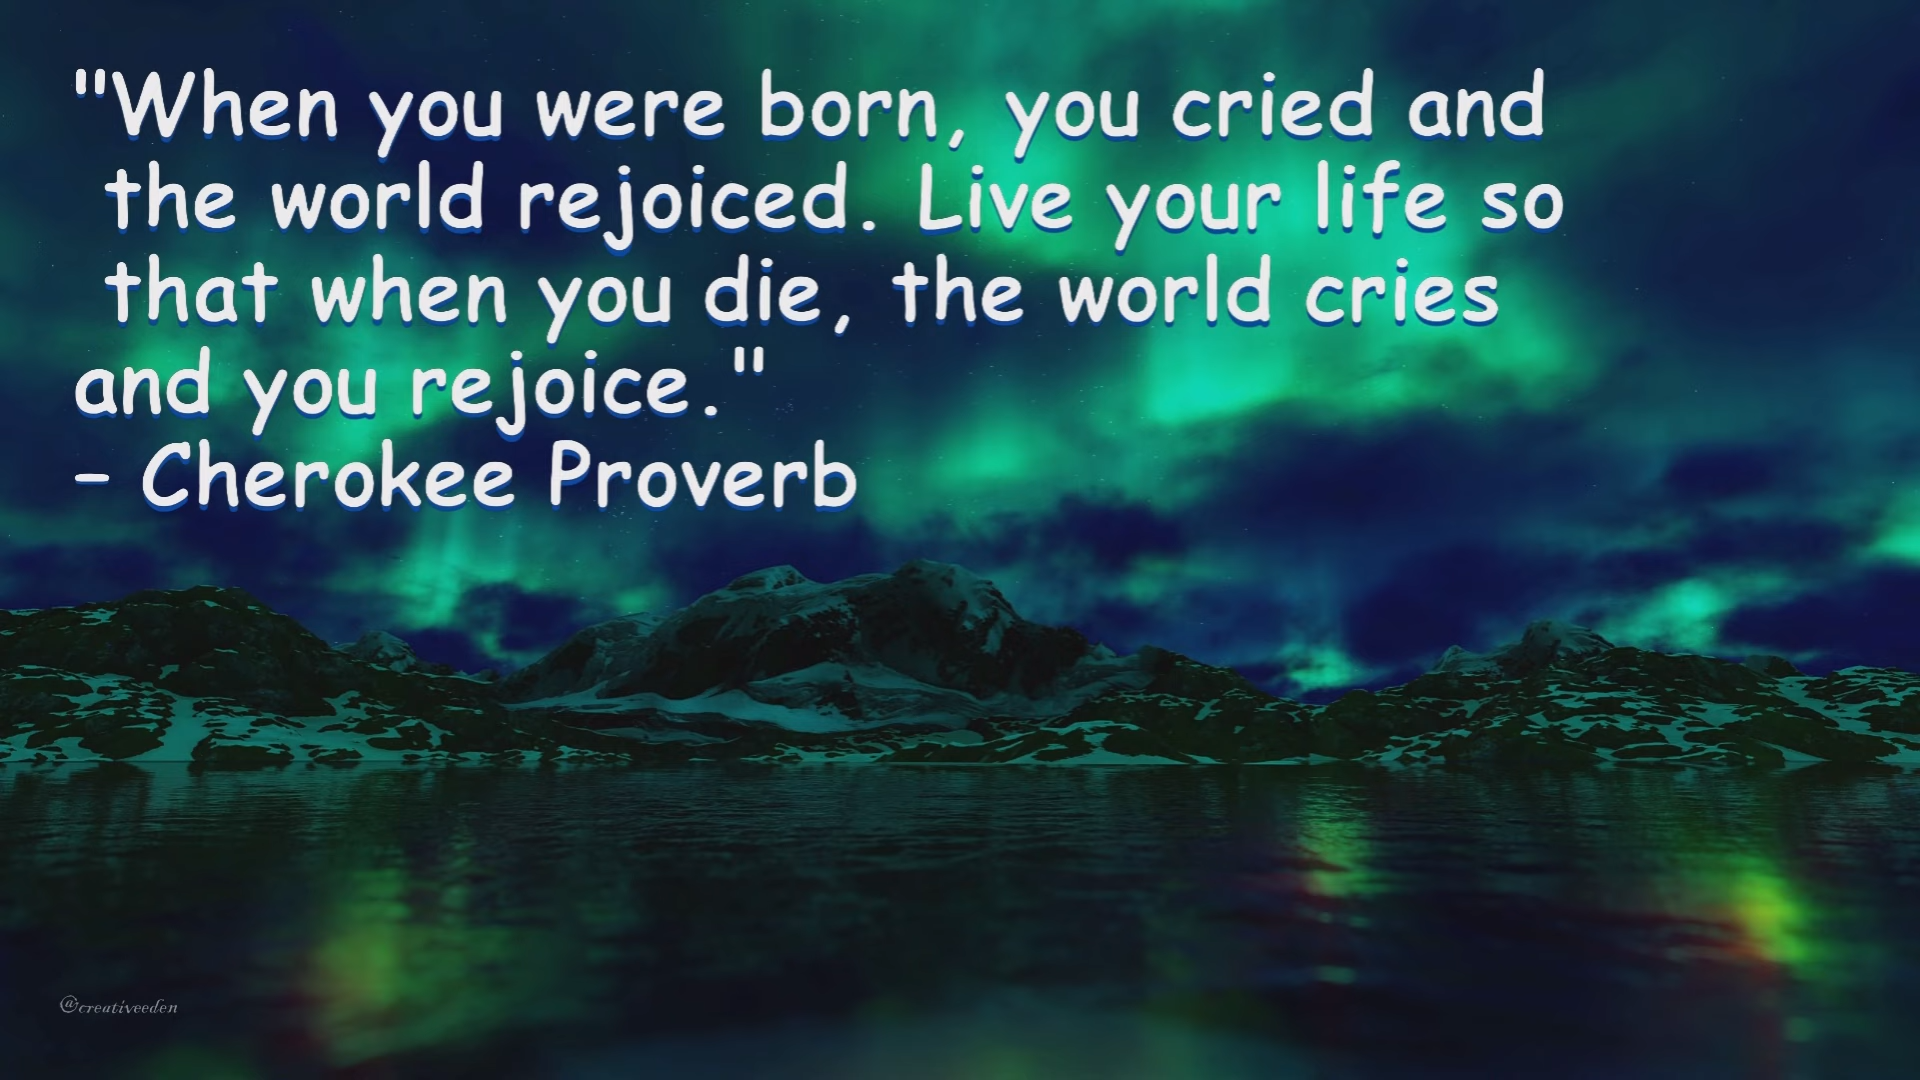 "When you were born, you cried and
the world rejoiced. Live your life so
that when you die, the world cries
and you rejoice."
– Cherokee Proverb
@creativeeden